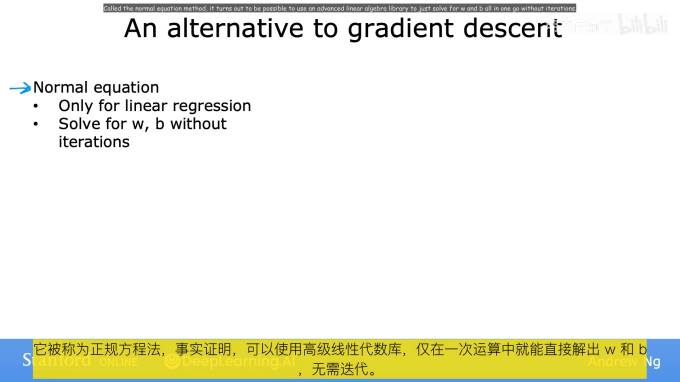 Called the normal equation method, it turns out to be possible to use an advanced linear algebra library to just solve for w and b all in one go without iterations.
An alternative to gradient descent
bilibili
Normal equation
• Only for linear regression
• Solve for w, b without
iterations
Stanford ONLINE DeepLearning.AI Andrew Ng
它被称为正规方程法，事实证明，可以使用高级线性代数库，仅在一次运算中就能直接解出 w 和 b
，无需迭代。